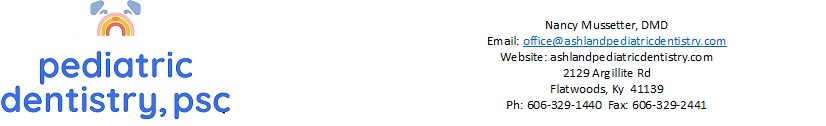 pediatric
dentistry, psc
Nancy Mussetter, DMD
Email: office@ashlandpediatricdentistry.com
Website: ashlandpediatricdentistry.com
2129 Argillite Rd
Flatwoods, Ky 41139
Ph: 606-329-1440 Fax: 606-329-2441